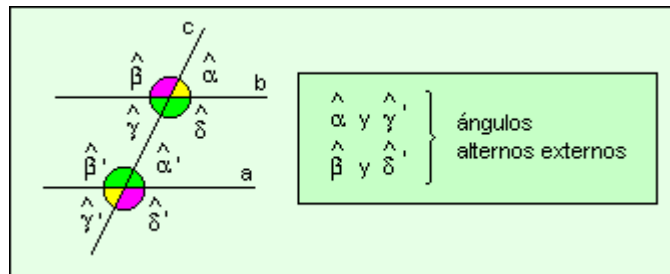 c
β̂ α̂
b
γ̂ δ̂
β̂' α̂'
a
γ̂' δ̂'
α̂ y γ̂'
β̂ y δ̂'
ángulos
alternos externos